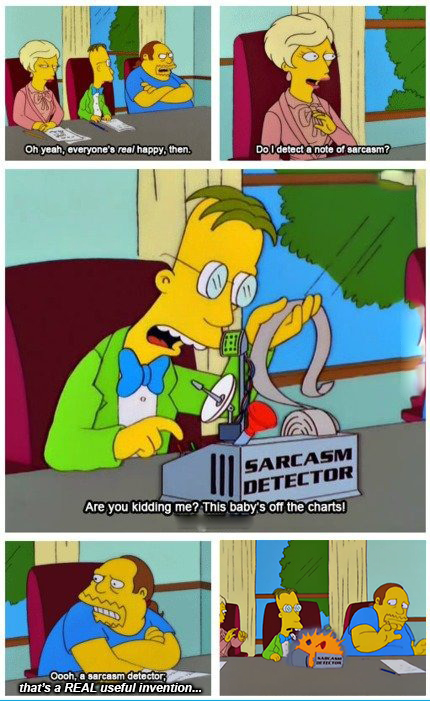 Oh yeah, everyone's real happy, then.
Do I detect a note of sarcasm?
SARCASM
DETECTOR
Are you kidding me? This baby's off the charts!
Oooh, a sarcasm detector;
that's a REAL useful invention...
SARCASM
DETECTOR